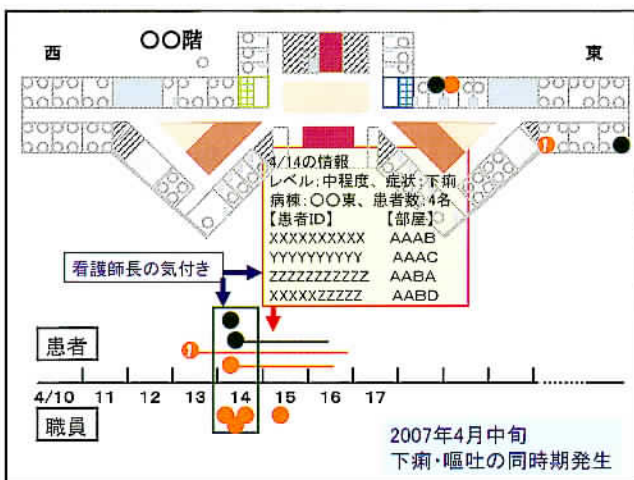 西
〇〇階
東
4/14の情報
レベル:中程度、症状:下痢
病棟:〇〇東、患者数:4名
【患者ID】 【部屋】
XXXXXXXXXX AAAB
YYYYYYYYYY AAAC
ZZZZZZZZZZZ AABA
XXXXXZZZZZ AABD
看護師長の気付き
患者
4/10 11 12 13 14 15 16 17
職員
2007年4月中旬
下痢・嘔吐の同時期発生